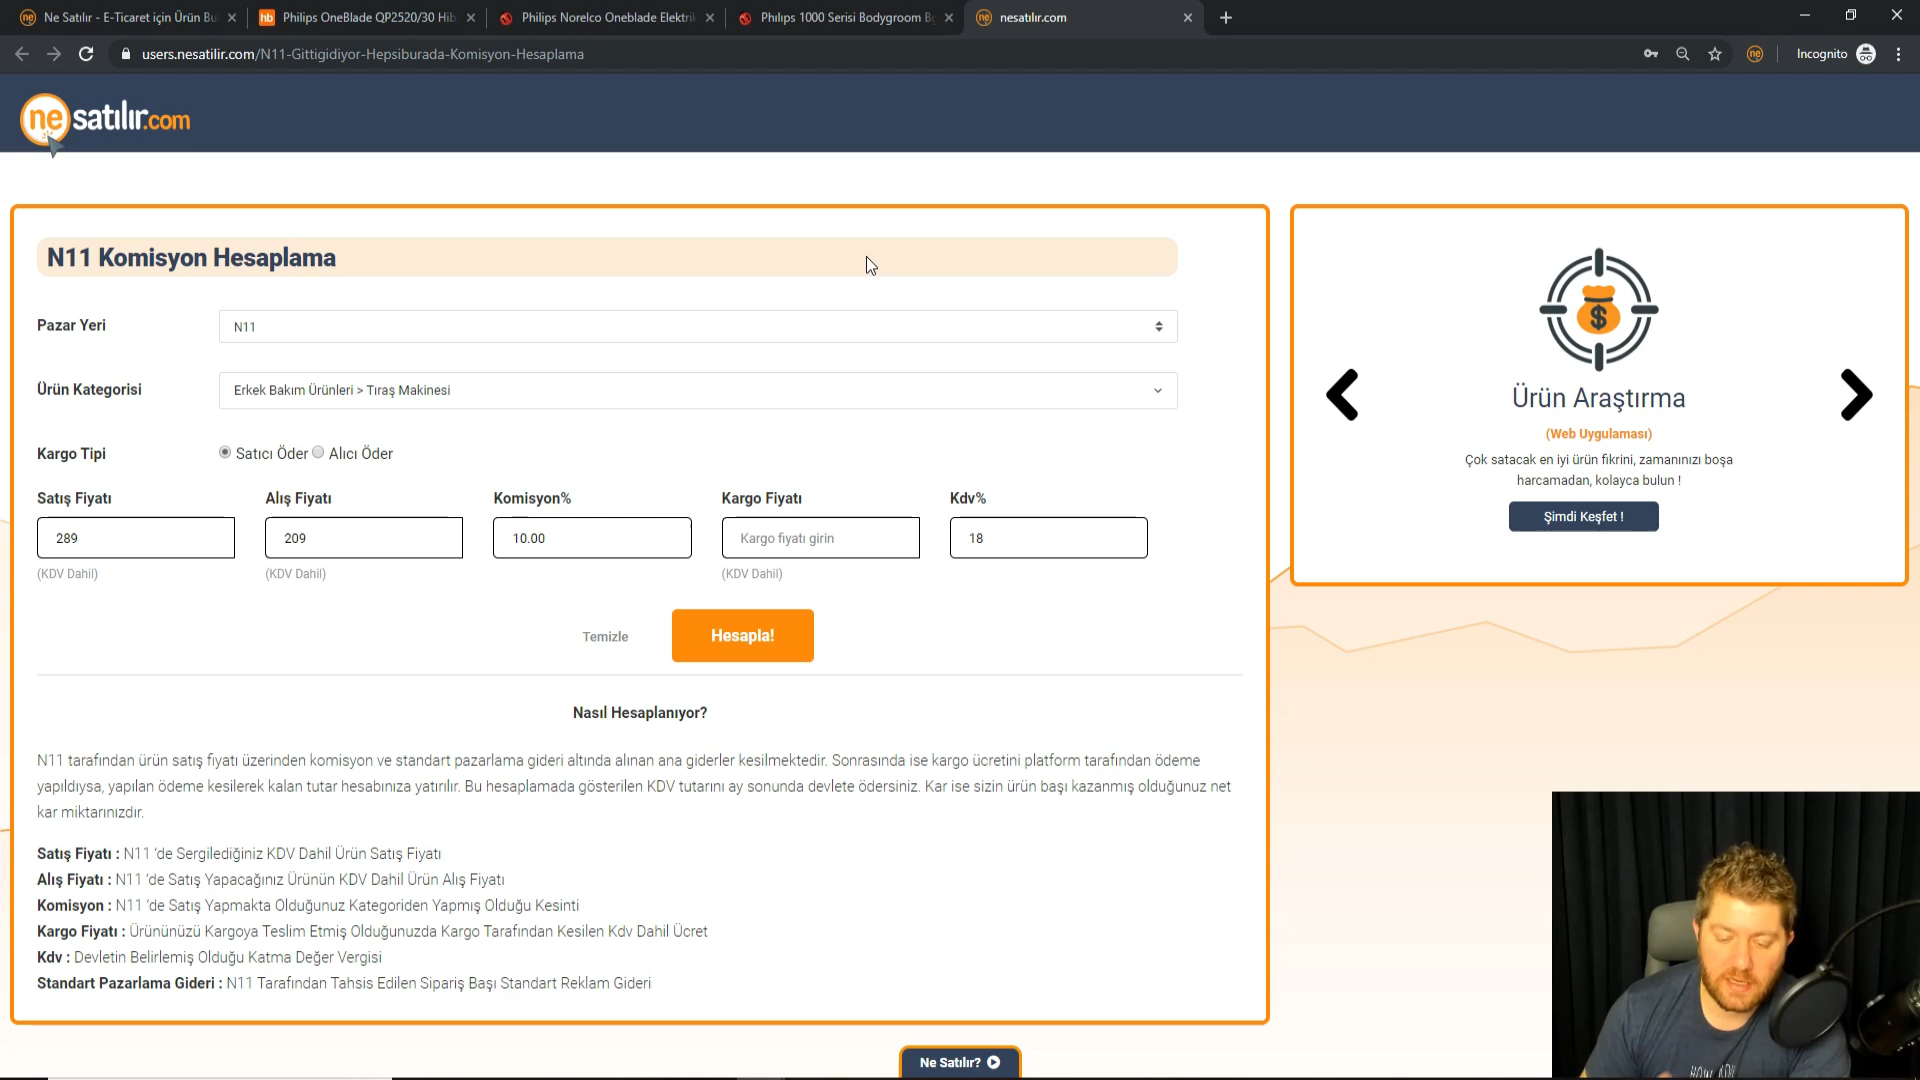 Ne Satılır - E-Ticaret için Ürün Bu
Philips OneBlade QP2520/30 Hib
Philips Norelco Oneblade Elektrik
Philips 1000 Serisi Bodygroom Bg
nesatılır.com
users.nesatilir.com/N11-Gittigidiyor-Hepsiburada-Komisyon-Hesaplama
Incognito
ne satılır.com
N11 Komisyon Hesaplama
Pazar Yeri
N11
Ürün Kategorisi
Erkek Bakım Ürünleri > Tıraş Makinesi
Kargo Tipi
Satıcı Öder Alıcı Öder
Satış Fiyatı Alış Fiyatı Komisyon% Kargo Fiyatı Kdv%
289 209 10.00 Kargo fiyatı girin 18
(KDV Dahil) (KDV Dahil) (KDV Dahil)
Temizle Hesapla!
Nasıl Hesaplanıyor?
N11 tarafından ürün satış fiyatı üzerinden komisyon ve standart pazarlama gideri altında alınan ana giderler kesilmektedir. Sonrasında ise kargo ücretini platform tarafından ödeme
yapıldıysa, yapılan ödeme kesilerek kalan tutar hesabınıza yatırılır. Bu hesaplamada gösterilen KDV tutarını ay sonunda devlete ödersiniz. Kar ise sizin ürün başı kazanmış olduğunuz net
kar miktarınızdır.
Satış Fiyatı : N11 'de Sergilediğiniz KDV Dahil Ürün Satış Fiyatı
Alış Fiyatı : N11 'de Satış Yapacağınız Ürünün KDV Dahil Ürün Alış Fiyatı
Komisyon : N11 'de Satış Yapmakta Olduğunuz Kategoriden Yapmış Olduğu Kesinti
Kargo Fiyatı : Ürününüzü Kargoya Teslim Etmiş Olduğunuzda Kargo Tarafından Kesilen Kdv Dahil Ücret
Kdv : Devletin Belirlemiş Olduğu Katma Değer Vergisi
Standart Pazarlama Gideri : N11 Tarafından Tahsis Edilen Sipariş Başı Standart Reklam Gideri
Ürün Araştırma
(Web Uygulaması)
Çok satacak en iyi ürün fikrini, zamanınızı boşa
harcamadan, kolayca bulun !
Şimdi Keşfet !
Ne Satılır?